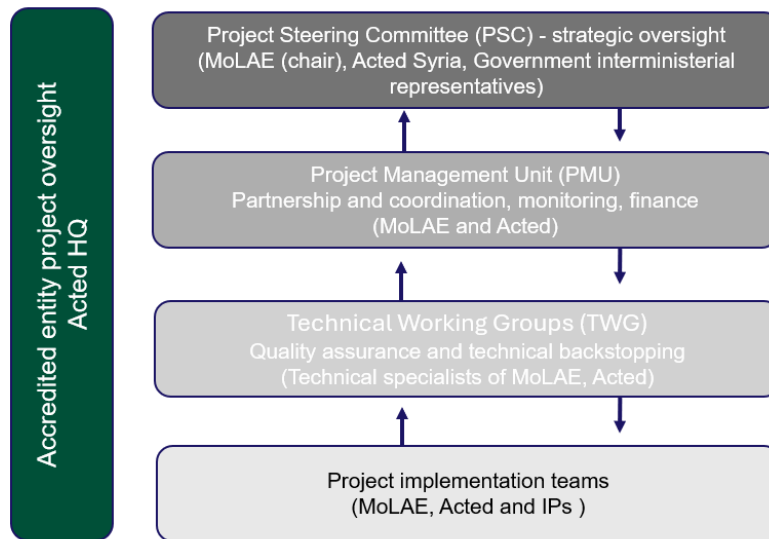 Accredited entity project oversight
Acted HQ
Project Steering Committee (PSC) - strategic oversight
(MoLAE (chair), Acted Syria, Government interministerial
representatives)
Project Management Unit (PMU)
Partnership and coordination, monitoring, finance
(MoLAE and Acted)
Technical Working Groups (TWG)
Quality assurance and technical backstopping
(Technical specialists of MoLAE, Acted)
Project implementation teams
(MoLAE, Acted and IPs )